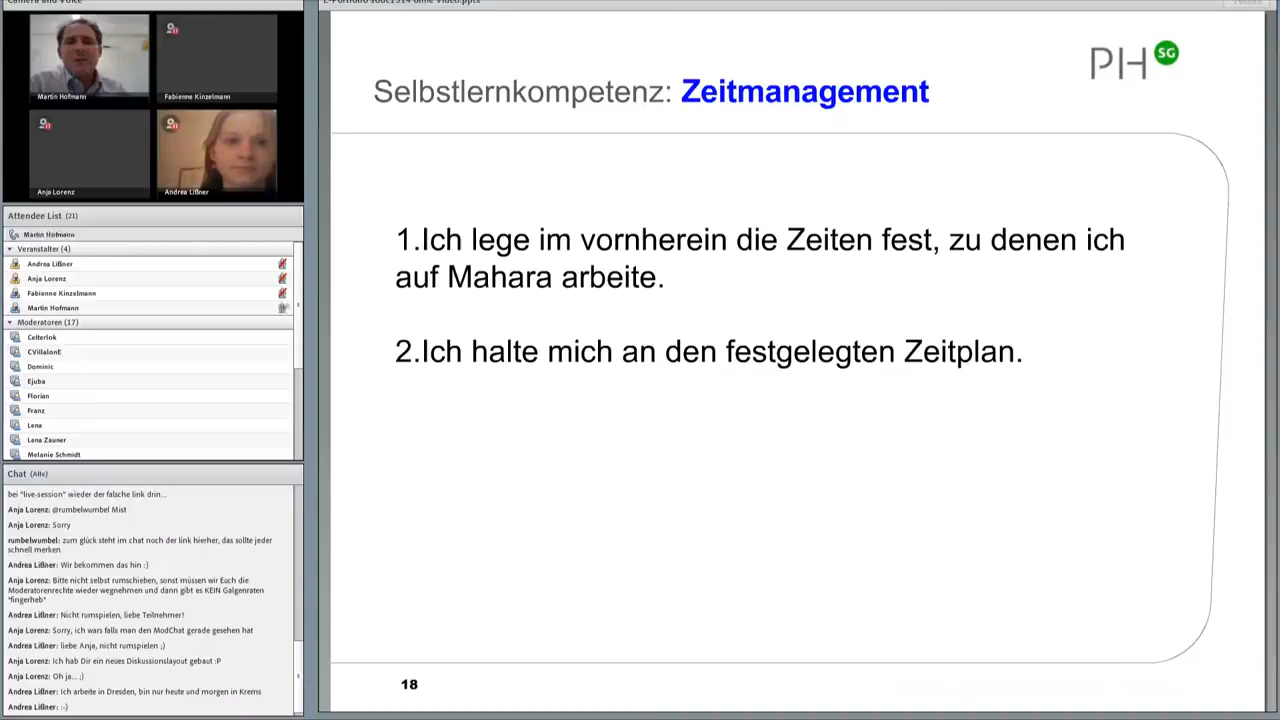 Camera and Voice
Martin Hofmann
Fabienne Kinzelmann
Anja Lorenz
Andrea Lißner
Attendee List (21)
Martin Hofmann
Veranstalter (4)
Andrea Lißner
Anja Lorenz
Fabienne Kinzelmann
Martin Hofmann
Moderatoren (17)
Celterlok
CVillalonE
Dominic
Ejuba
Florian
Franz
Lena
Lena Zauner
Melanie Schmidt
Chat (Alle)
bei "live-session" wieder der falsche link drin...
Anja Lorenz: @rumbelwumbel Mist
Anja Lorenz: Sorry
rumbelwumbel: zum glück steht im chat noch der link hierher, das sollte jeder
schnell merken
Andrea Lißner: Wir bekommen das hin :)
Anja Lorenz: Bitte nicht selbst rumschieben, sonst müssen wir Euch die
Moderatorenrechte wieder wegnehmen und dann gibt es KEIN Galgenraten
*fingerheb*
Andrea Lißner: Nicht rumspielen, liebe Teilnehmer!
Anja Lorenz: Sorry, ich wars falls man den ModChat gerade gesehen hat
Andrea Lißner: liebe Anja, nicht rumspielen ;)
Anja Lorenz: Ich hab Dir ein neues Diskussionslayout gebaut :P
Anja Lorenz: Oh ja... ;)
Andrea Lißner: Ich arbeite in Dresden, bin nur heute und morgen in Krems
Andrea Lißner: :-)
PH SG
Selbstlernkompetenz: Zeitmanagement
1.Ich lege im vornherein die Zeiten fest, zu denen ich
auf Mahara arbeite.
2.Ich halte mich an den festgelegten Zeitplan.
18